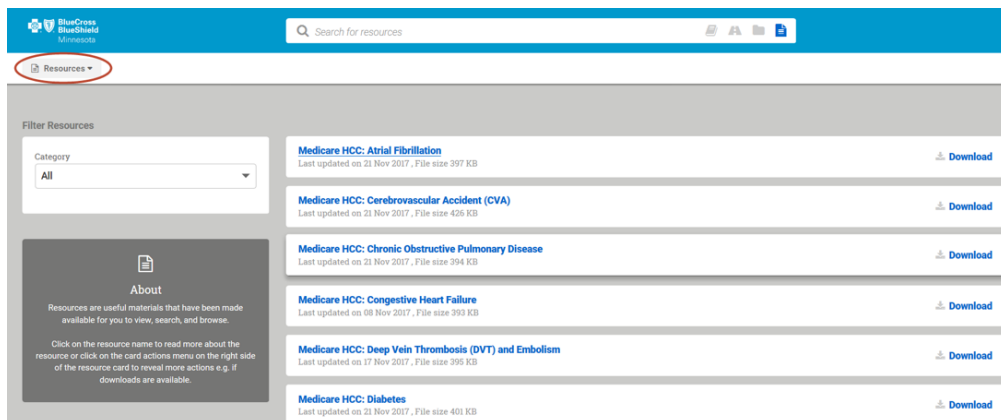 BlueCross
BlueShield
Minnesota
Search for resources
Resources
Filter Resources
Category
All
About
Resources are useful materials that have been made
available for you to view, search, and browse.
Click on the resource name to read more about the
resource or click on the card actions menu on the right side
of the resource card to reveal more actions e.g. if
downloads are available.
Medicare HCC: Atrial Fibrillation
Last updated on 21 Nov 2017 , File size 397 KB
Download
Medicare HCC: Cerebrovascular Accident (CVA)
Last updated on 21 Nov 2017 , File size 426 KB
Download
Medicare HCC: Chronic Obstructive Pulmonary Disease
Last updated on 21 Nov 2017 , File size 394 KB
Download
Medicare HCC: Congestive Heart Failure
Last updated on 08 Nov 2017 , File size 393 KB
Download
Medicare HCC: Deep Vein Thrombosis (DVT) and Embolism
Last updated on 17 Nov 2017 , File size 395 KB
Download
Medicare HCC: Diabetes
Last updated on 21 Nov 2017 , File size 401 KB
Download